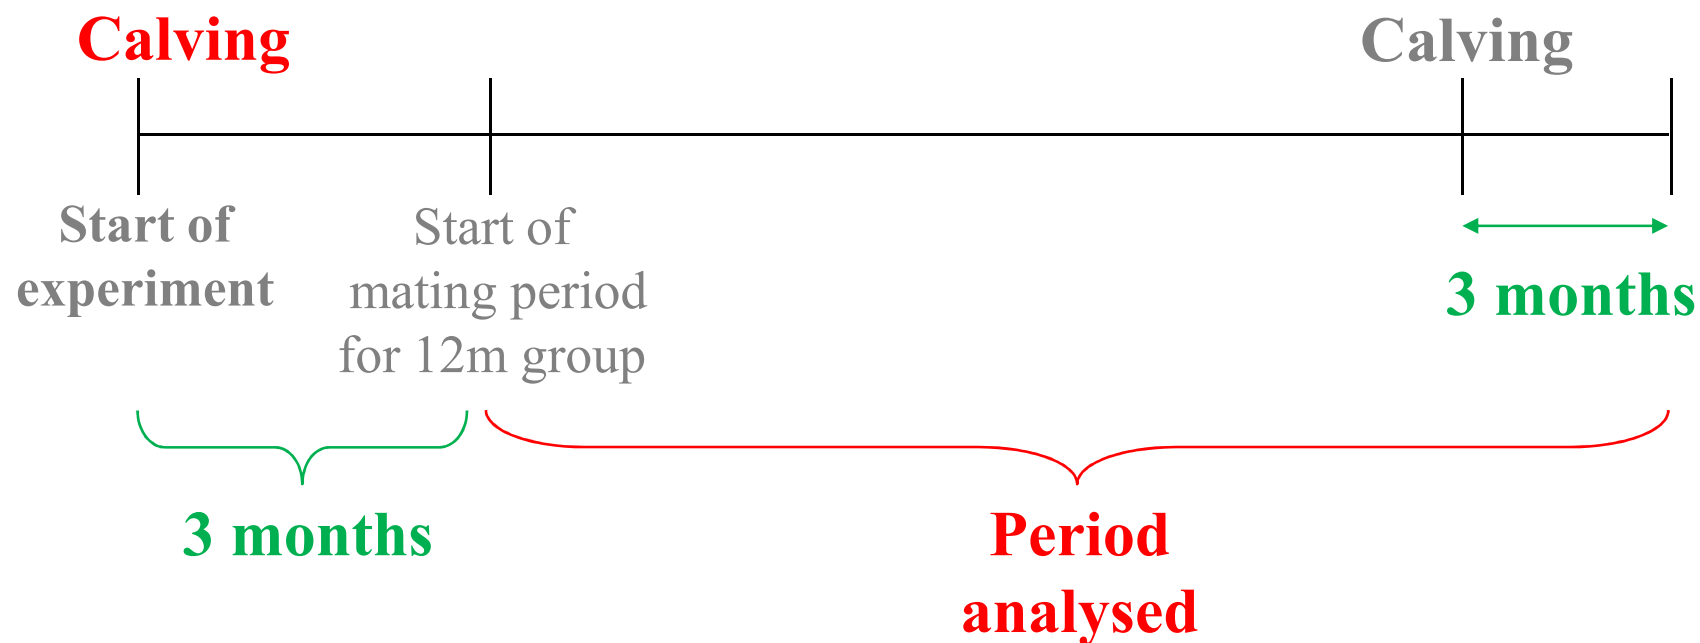 Calving
Calving
Start of
experiment
Start of
mating period
for 12m group
3 months
3 months
Period
analysed